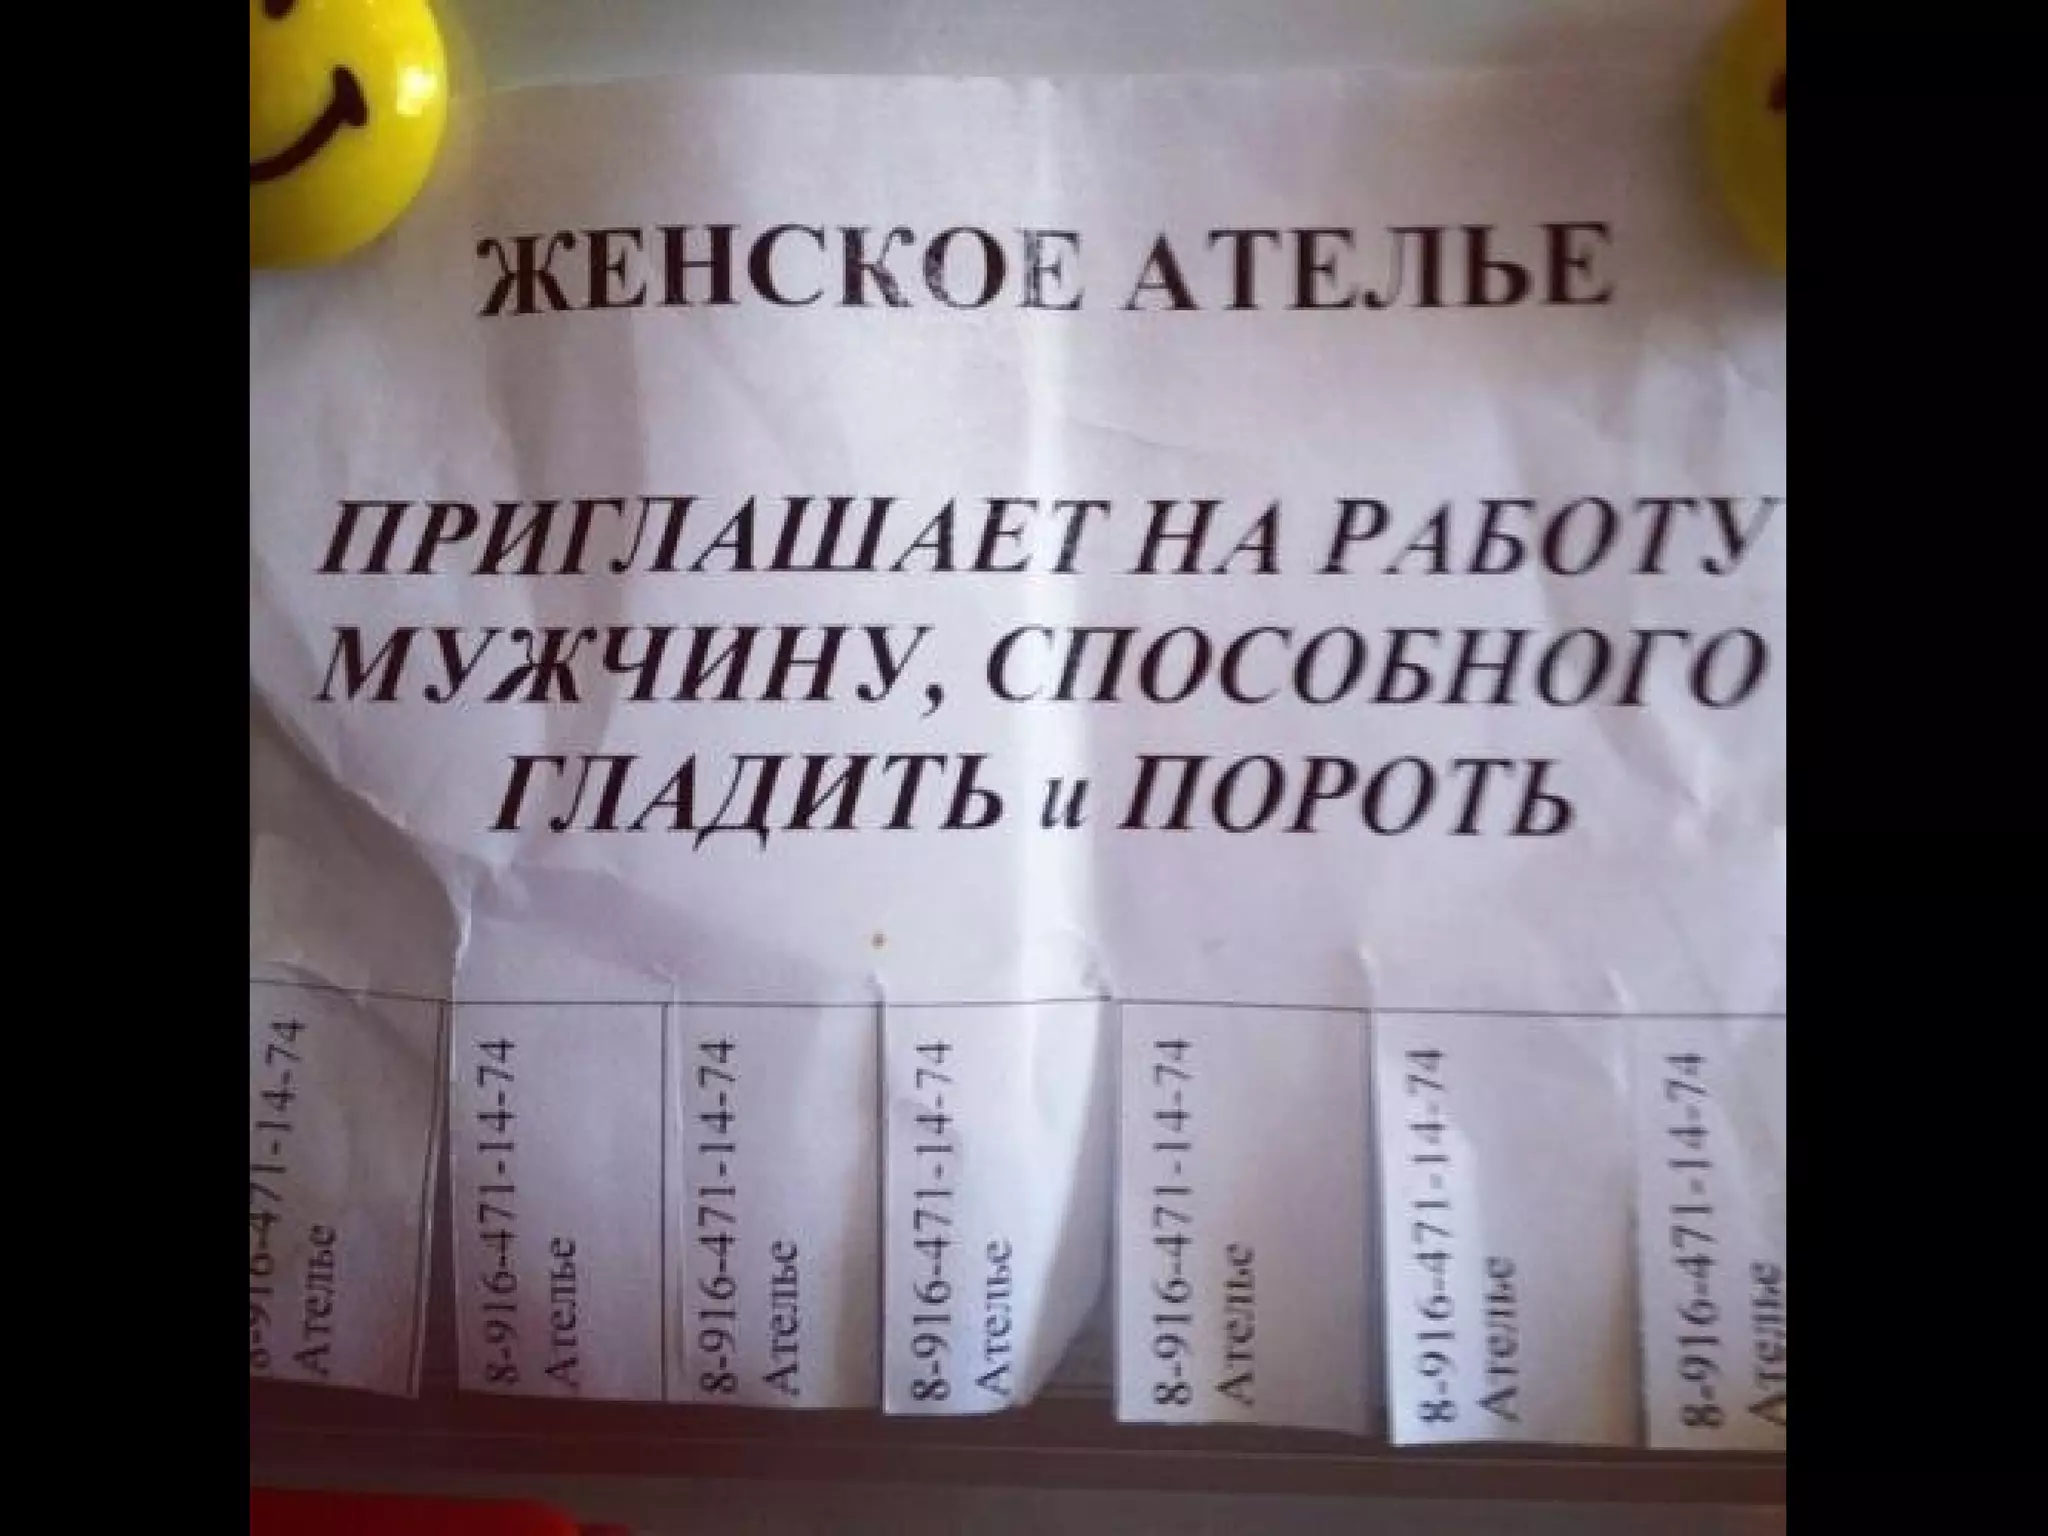 ЖЕНСКОЕ АТЕЛЬЕ
ПРИГЛАШАЕТ НА РАБОТУ
МУЖЧИНУ, СПОСОБНОГО
ГЛАДИТЬ и ПОРОТЬ
8-916-471-14-74
Ателье
8-916-471-14-74
Ателье
8-916-471-14-74
Ателье
8-916-471-14-74
Ателье
8-916-471-14-74
Ателье
8-916-471-14-74
Ателье
8-916-471-14-74
Ателье